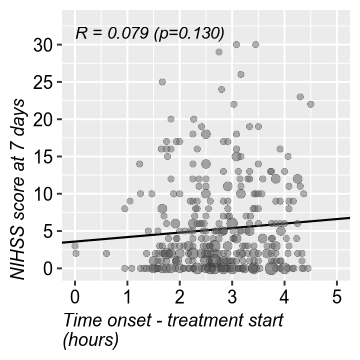 R = 0.079 (p=0.130)
NIHSS score at 7 days
30
25
20
15
10
5
0
0 1 2 3 4 5
Time onset - treatment start
(hours)